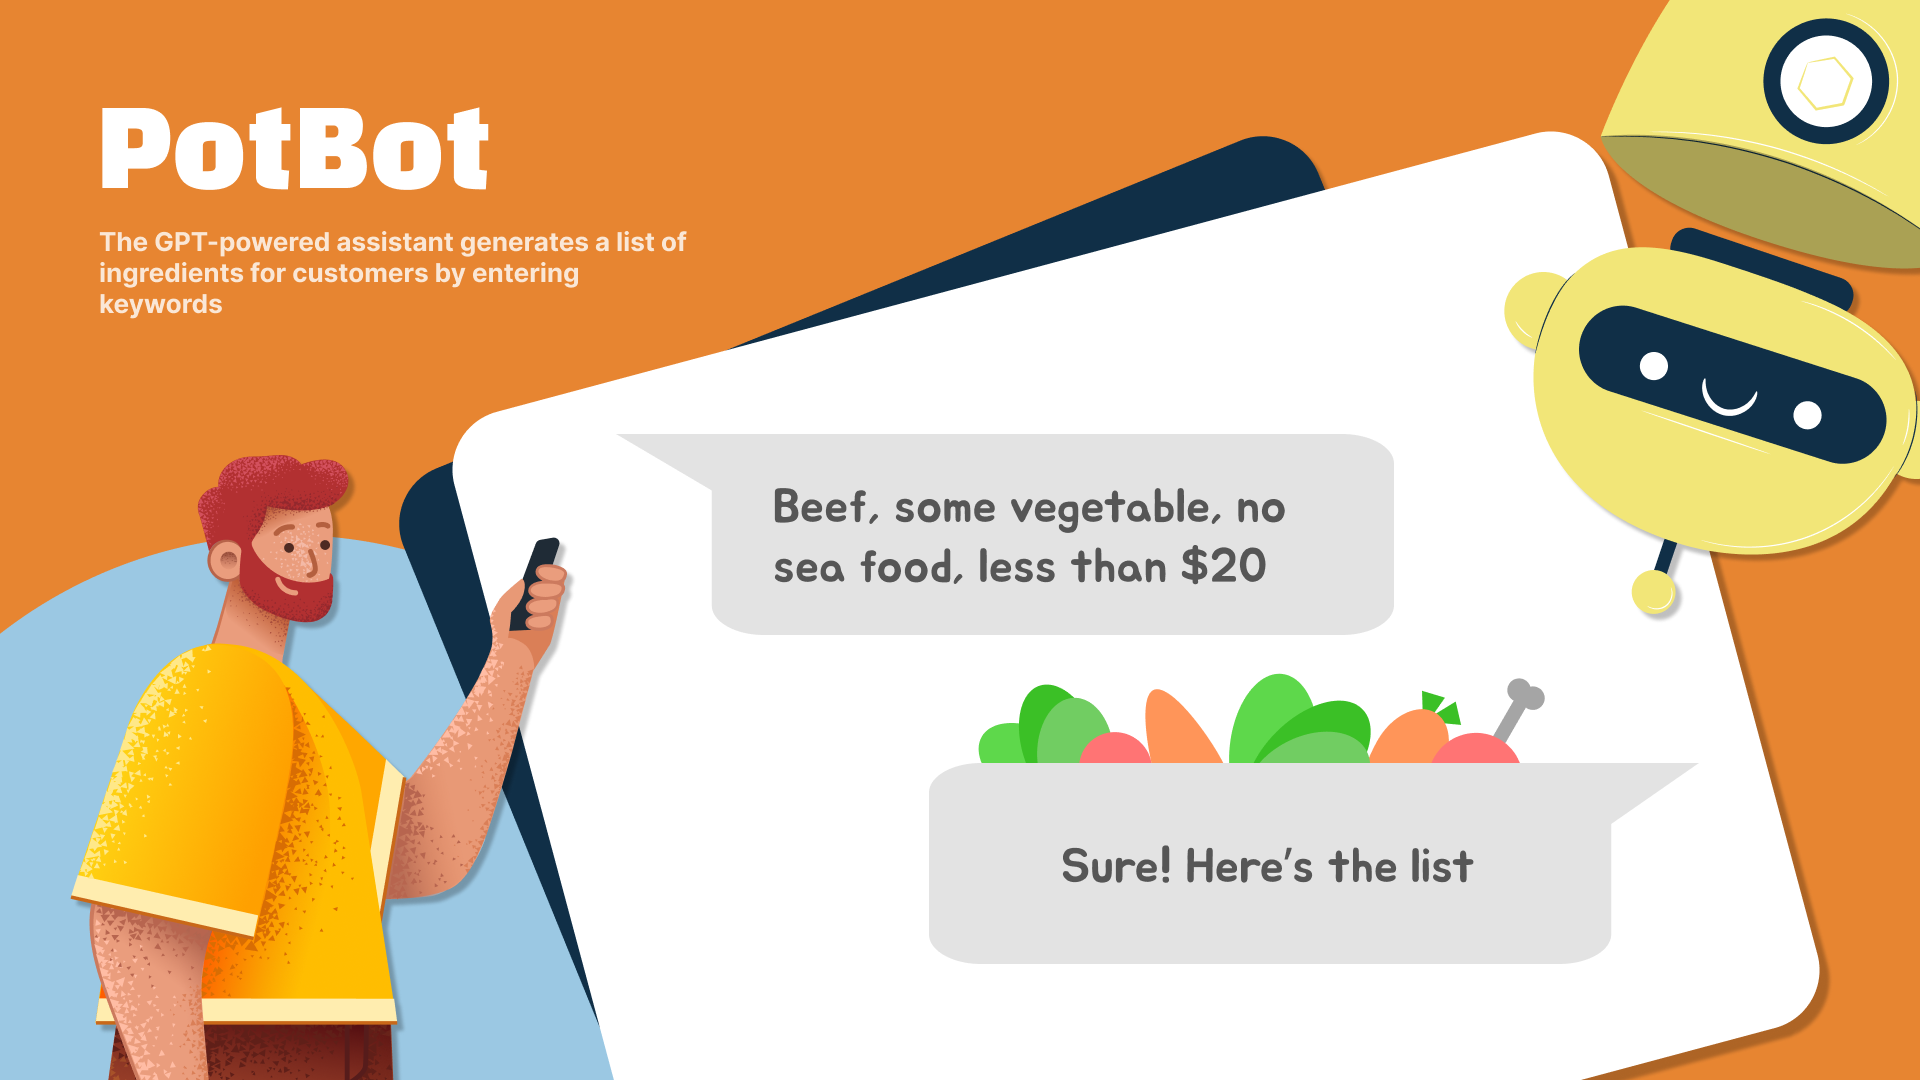 PotBot
The GPT-powered assistant generates a list of
ingredients for customers by entering
keywords
Beef, some vegetable, no
sea food, less than $20
Sure! Here's the list